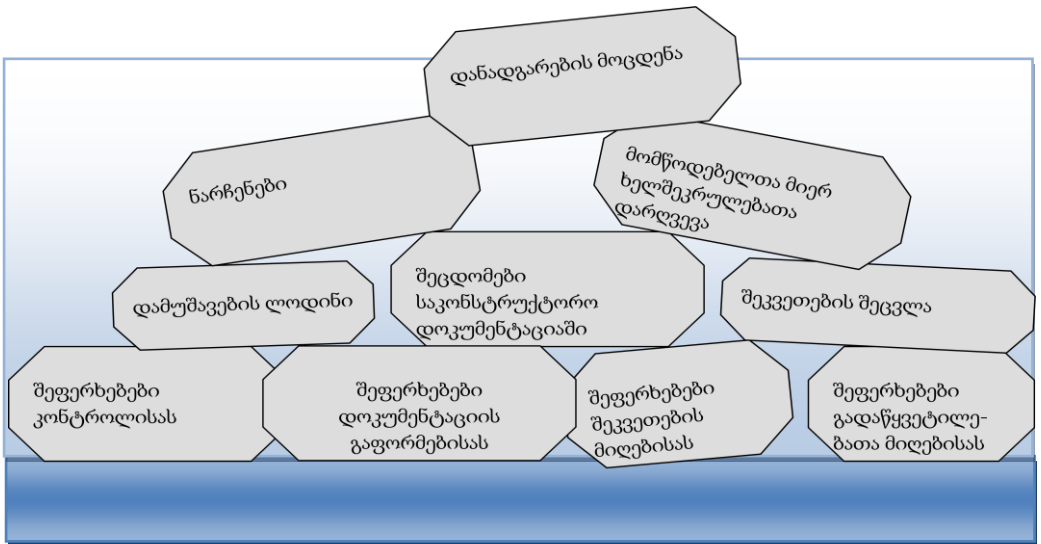 დანადგარების მოცდენა
ნარჩენები
მომწოდებელთა მიერ
ხელშეკრულებათა
დარღვევა
დამუშავების ლოდინი
შეცდომები
საკონსტრუქტორო
დოკუმენტაციაში
შეკვეთების შეცვლა
შეფერხებები
კონტროლისას
შეფერხებები
დოკუმენტაციის
გაფორმებისას
შეფერხებები
შეკვეთების
მიღებისას
შეფერხებები
გადაწყვეტილე-
ბათა მიღებისას